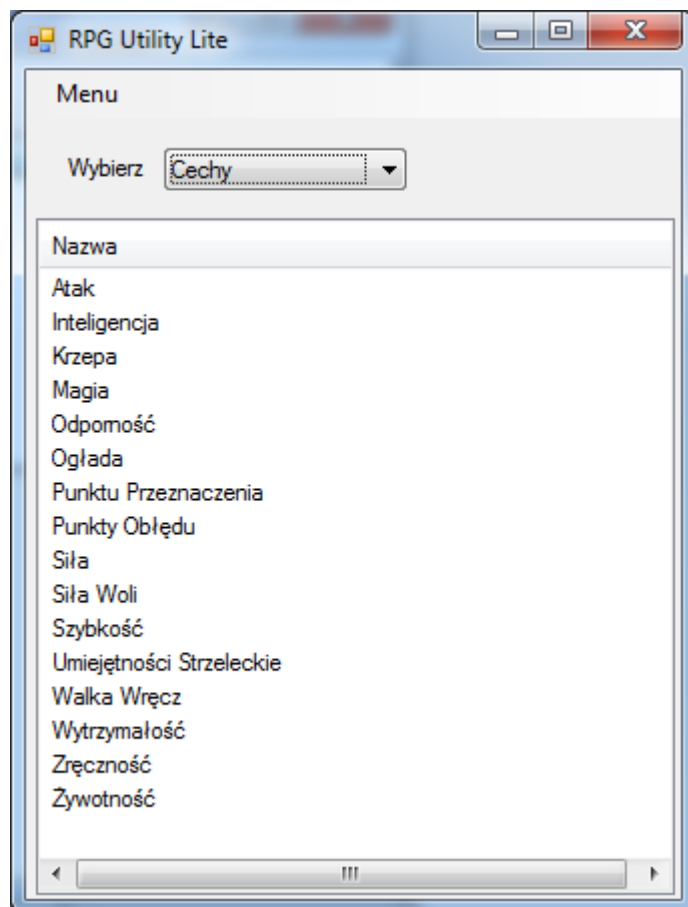 RPG Utility Lite
Menu
Wybierz Cechy
Nazwa
Atak
Inteligencja
Krzepa
Magia
Odporność
Ogłada
Punktu Przeznaczenia
Punkty Obłędu
Siła
Siła Woli
Szybkość
Umiejętności Strzeleckie
Walka Wręcz
Wytrzymałość
Zręczność
Żywotność